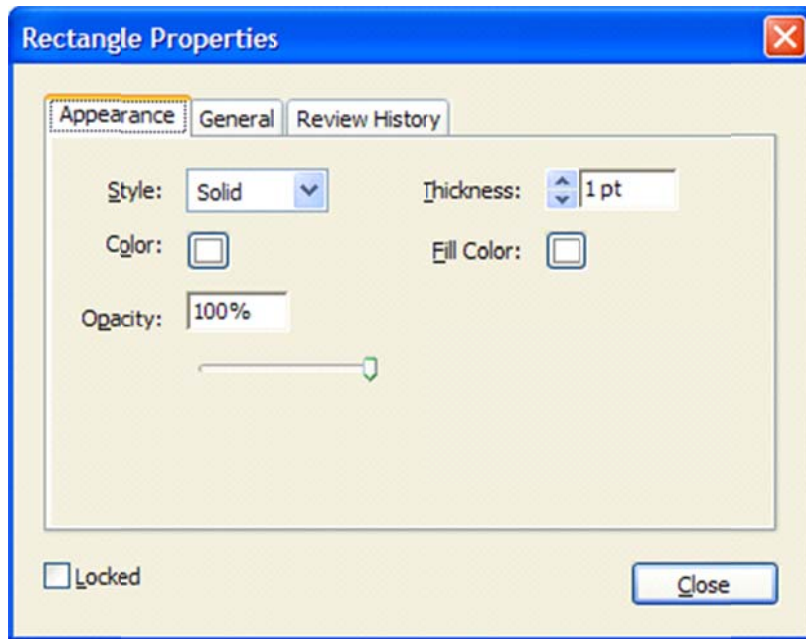 Rectangle Properties
Appearance General Review History
Style: Solid Thickness: 1 pt
Color: Fill Color:
Opacity: 100%
Locked
Close